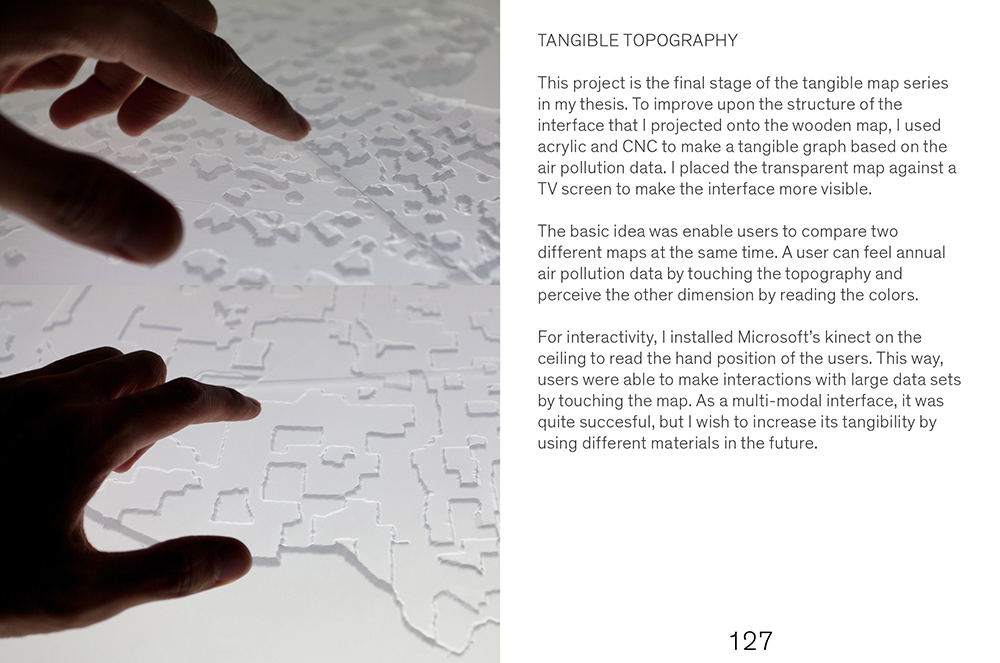 TANGIBLE TOPOGRAPHY
This project is the final stage of the tangible map series
in my thesis. To improve upon the structure of the
interface that I projected onto the wooden map, I used
acrylic and CNC to make a tangible graph based on the
air pollution data. I placed the transparent map against a
TV screen to make the interface more visible.
The basic idea was enable users to compare two
different maps at the same time. A user can feel annual
air pollution data by touching the topography and
perceive the other dimension by reading the colors.
For interactivity, I installed Microsoft's kinect on the
ceiling to read the hand position of the users. This way,
users were able to make interactions with large data sets
by touching the map. As a multi-modal interface, it was
quite succesful, but I wish to increase its tangibility by
using different materials in the future.
127